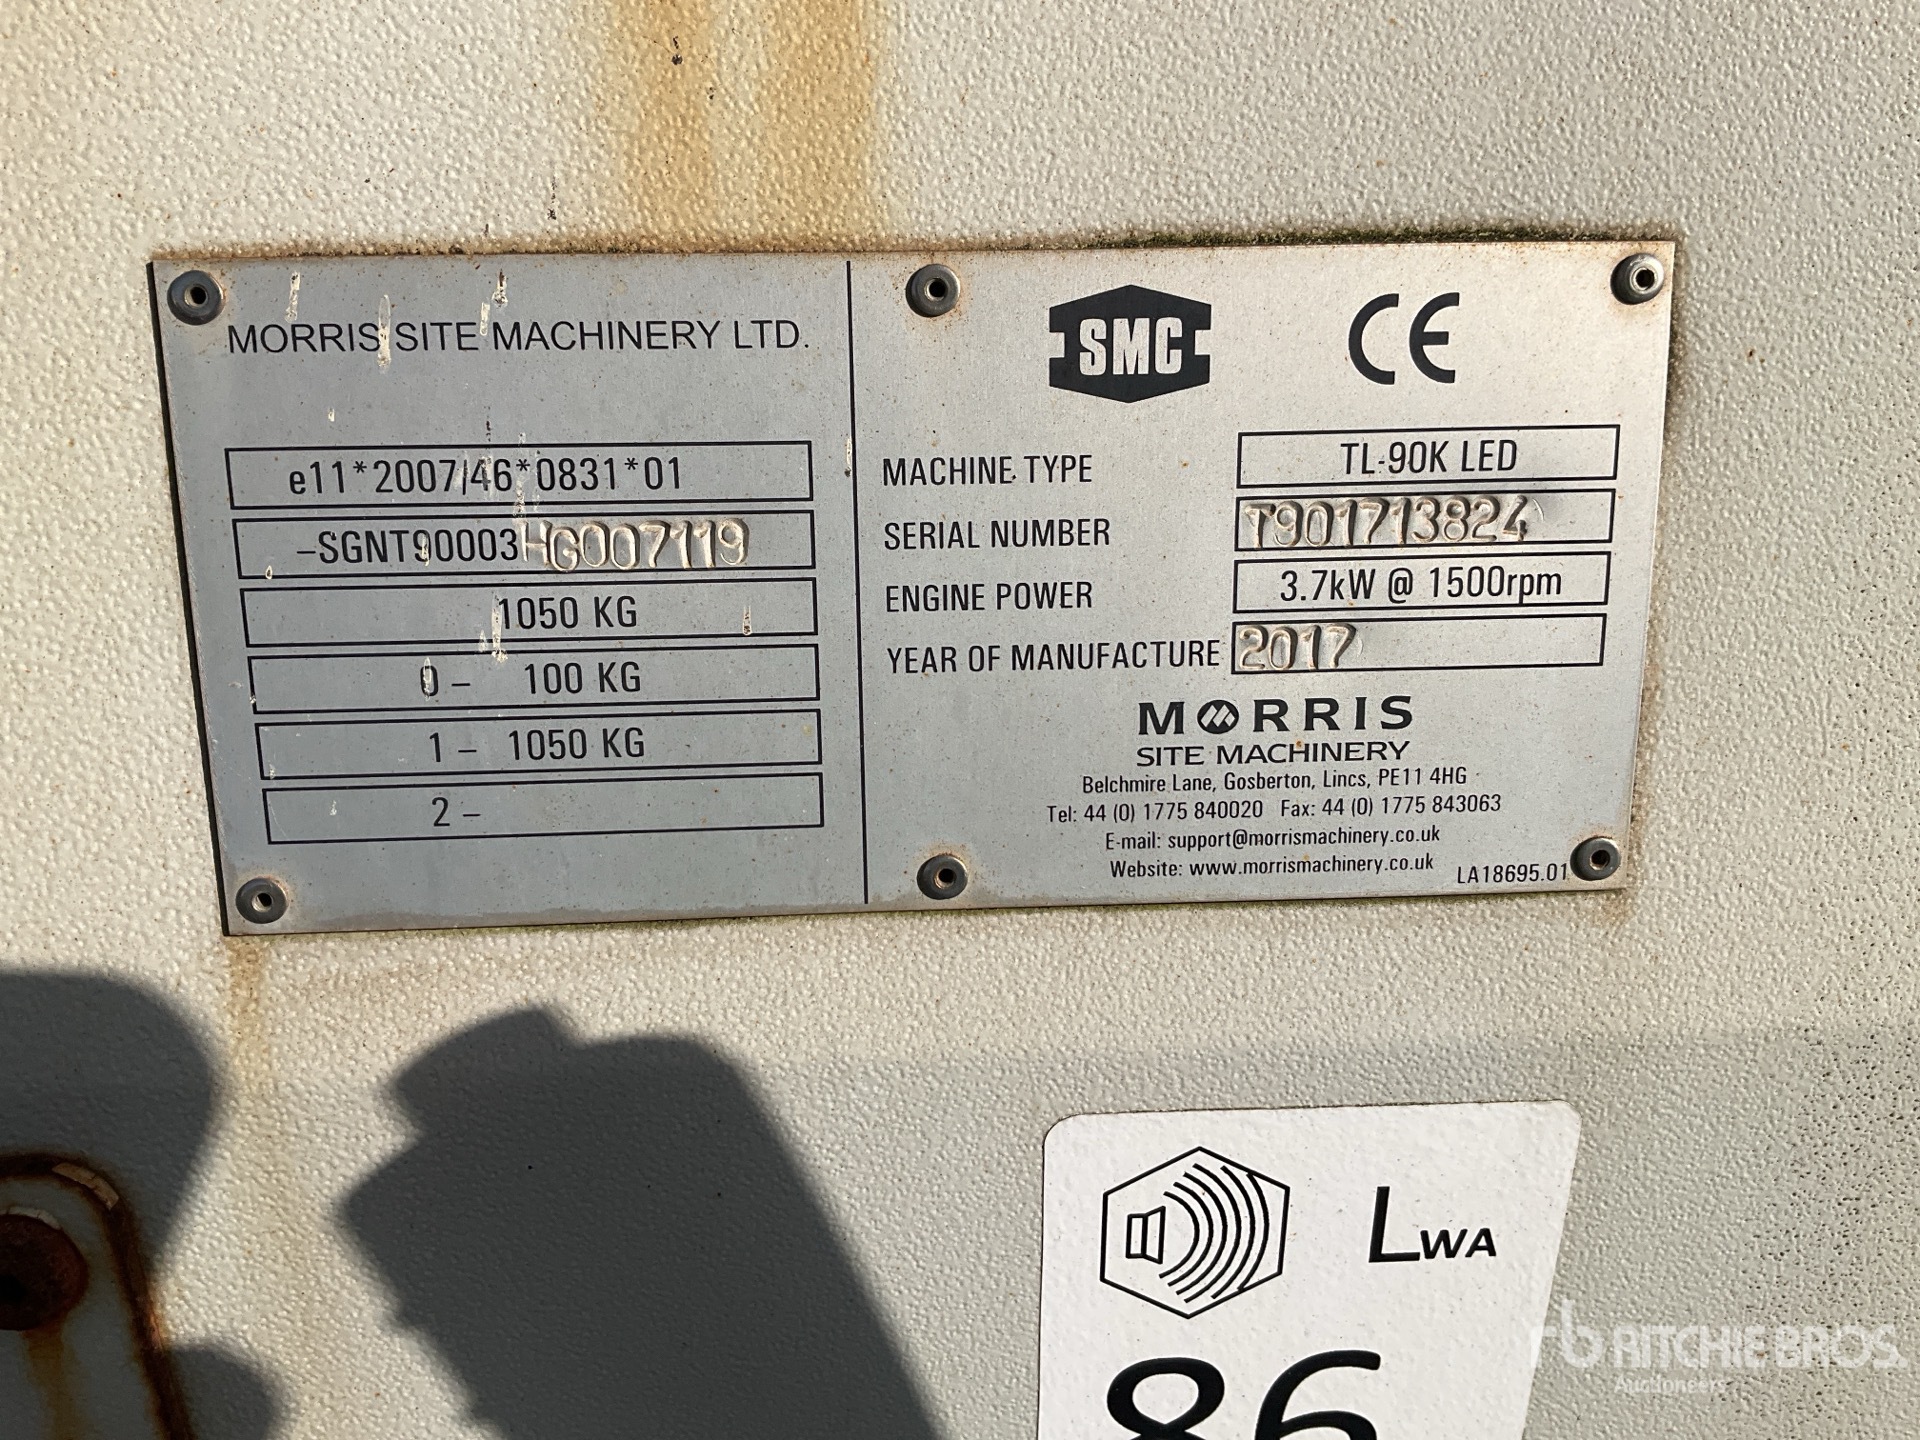 MORRIS SITE MACHINERY LTD.
e11*2007/46*0831*01
-SGNT90003HG007119
1050 KG
0 - 100 KG
1 - 1050 KG
2 -
SMC CE
MACHINE TYPE TL-90K LED
SERIAL NUMBER T901713824
ENGINE POWER 3.7kW @ 1500rpm
YEAR OF MANUFACTURE 2017
MORRIS
SITE MACHINERY
Belchmire Lane, Gosberton, Lincs, PE11 4HG
Tel: 44 (0) 1775 840020 Fax: 44 (0) 1775 843063
E-mail: support@morrismachinery.co.uk
Website: www.morrismachinery.co.uk
LA18695.01
LWA
86
rb RITCHIE BROS.
Auctioneers